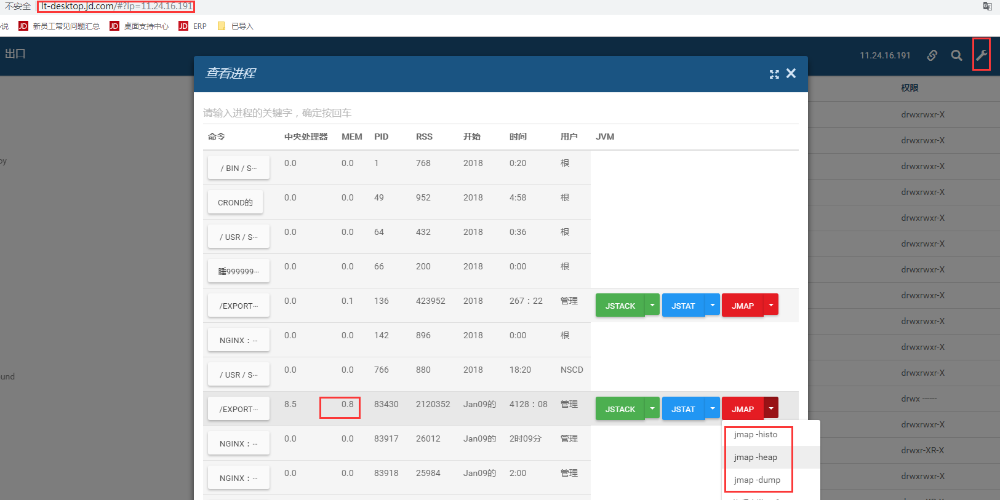 不安全 | lt-desktop.jd.com/#?ip=11.24.16.191
小说 JD 新员工常见问题汇总 JD 桌面支持中心 JD ERP 已导入
出口 11.24.16.191
查看进程
权限
请输入进程的关键字，确定按回车
drwxrwxr-X
命令 中央处理器 MEM PID RSS 开始 时间 用户 JVM
drwxrwxr-X
/ BIN / S··· 0.0 0.0 1 768 2018 0:20 根
drwxrwxr-X
CROND的 0.0 0.0 49 952 2018 4:58 根
drwxrwxr-X
drwxrwxr-X
/ USR / S··· 0.0 0.0 64 432 2018 0:36 根
drwxrwxr-X
睡999999··· 0.0 0.0 66 200 2018 0:00 根
drwxrwxr-X
/EXPORT··· 0.0 0.1 136 423952 2018 267：22 管理 JSTACK JSTAT JMAP
drwxrwxr-X
drwxrwxr-X
NGINX：··· 0.0 0.0 142 896 2018 0:00 根
drwxrwxr-X
/ USR / S··· 0.0 0.0 766 880 2018 18:20 NSCD
drwxrwxr-X
ound
drwx ------
/EXPORT··· 8.5 0.8 83430 2120352 Jan09的 4128：08 管理 JSTACK JSTAT JMAP
drwxrwxr-X
jmap -histo
NGINX：··· 0.0 0.0 83917 26012 Jan09的 2时09分 管理
drwxr-XR-X
jmap -heap
NGINX：··· 0.0 0.0 83918 25984 Jan09的 2:00 管理
drwxrwxr-X
jmap -dump